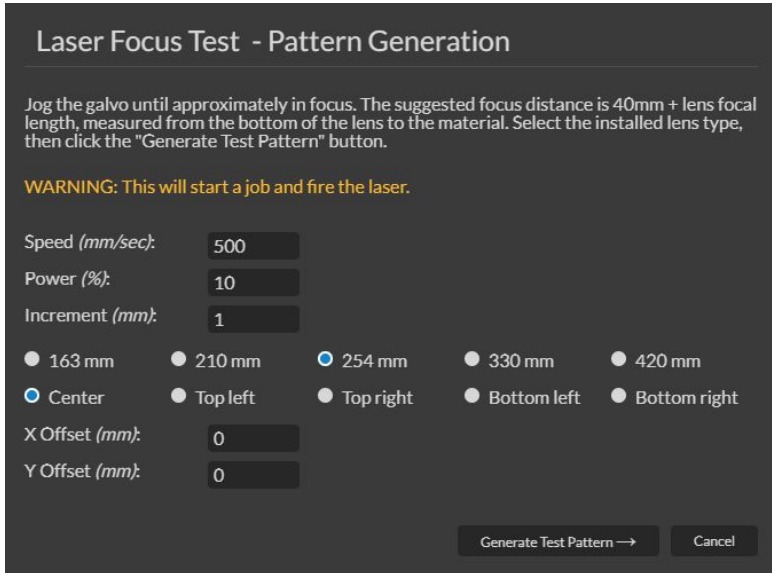 Laser Focus Test - Pattern Generation
Jog the galvo until approximately in focus. The suggested focus distance is 40mm + lens focal
length, measured from the bottom of the lens to the material. Select the installed lens type,
then click the "Generate Test Pattern" button.
WARNING: This will start a job and fire the laser.
Speed (mm/sec): 500
Power (%): 10
Increment (mm): 1
163 mm 210 mm 254 mm 330 mm 420 mm
Center Top left Top right Bottom left Bottom right
X Offset (mm): 0
Y Offset (mm): 0
Generate Test Pattern → Cancel